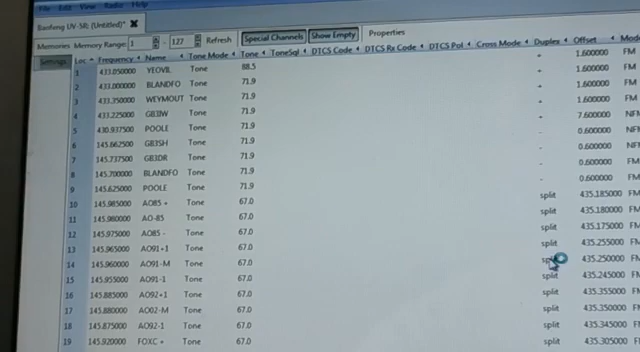 File Edit View Radio Help
Baofeng UV-5R: (Untitled)*
Memories Memory Range: 1 - 127 Refresh Special Channels Show Empty Properties
Settings
Loc Frequency Name Tone Mode Tone ToneSql DTCS Code DTCS Rx Code DTCS Pol Cross Mode Duplex Offset Mode
1 433.050000 YEOVIL Tone 88.5 1.600000 FM
2 433.000000 BLANDFO Tone 71.9 1.600000 FM
3 433.350000 WEYMOUT Tone 71.9 1.600000 FM
4 433.225000 GB3IW Tone 71.9 1.600000 FM
5 430.937500 POOLE Tone 71.9 7.600000 NFM
6 145.662500 GB3SH Tone 71.9 - 0.600000 NFM
7 145.737500 GB3DR Tone 71.9 - 0.600000 NFM
8 145.700000 BLANDFO Tone 71.9 - 0.600000 FM
9 145.625000 POOLE Tone 71.9 - 0.600000 FM
10 145.985000 AO85 + Tone 67.0 split 435.185000 FM
11 145.980000 AO-85 Tone 67.0 split 435.180000 FM
12 145.975000 AO85 - Tone 67.0 split 435.175000 FM
13 145.965000 AO91+1 Tone 67.0 split 435.255000 FM
14 145.960000 AO91-M Tone 67.0 split 435.250000 FM
15 145.955000 AO91-1 Tone 67.0 split 435.245000 FM
16 145.885000 AO92+1 Tone 67.0 split 435.355000 FM
17 145.880000 AO02-M Tone 67.0 split 435.350000 FM
18 145.875000 AO92-1 Tone 67.0 split 435.345000 FM
19 145.920000 FOXC + Tone 67.0 split 435.305000 FM